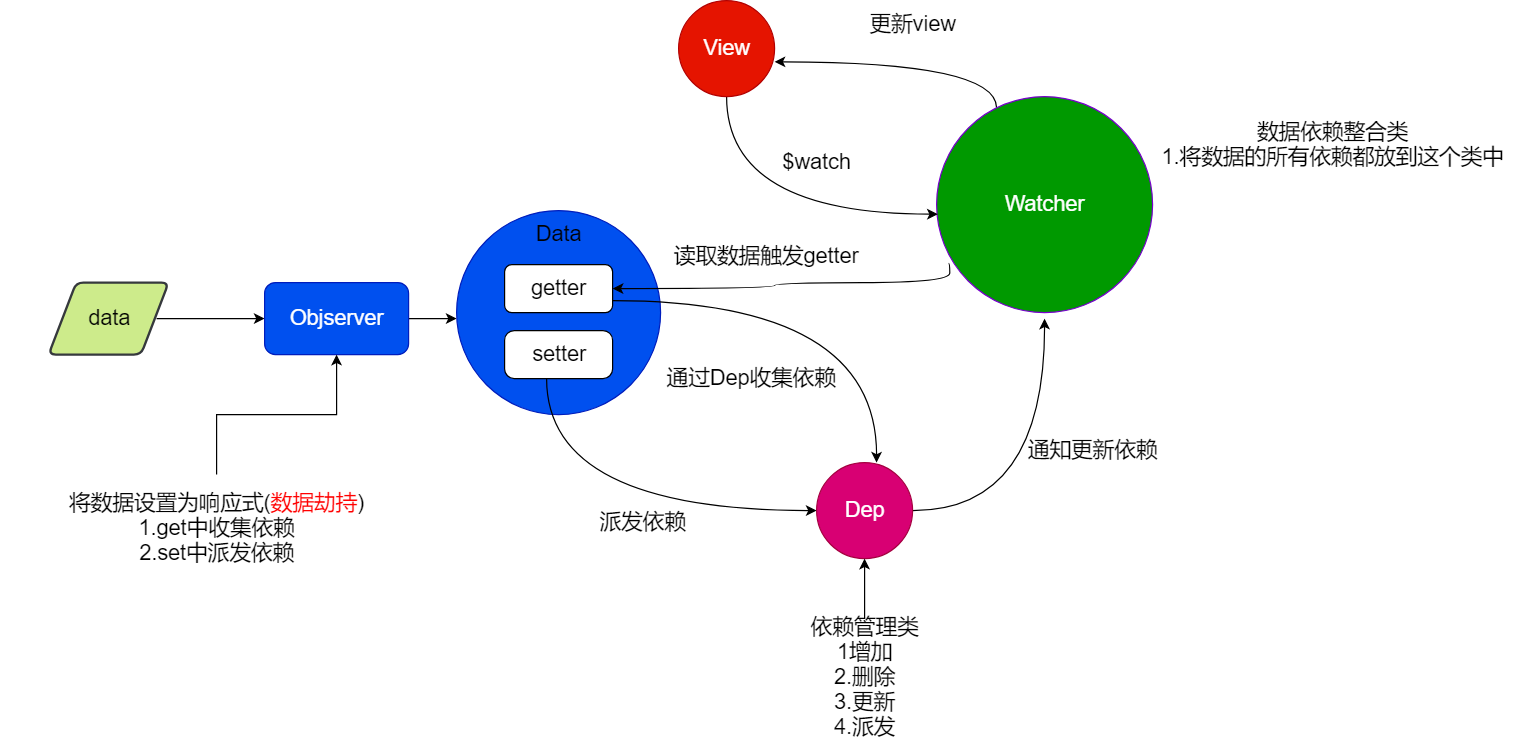 View
更新view
$watch
Watcher
数据依赖整合类
1.将数据的所有依赖都放到这个类中
Data
getter
setter
读取数据触发getter
data
Objserver
通过Dep收集依赖
通知更新依赖
将数据设置为响应式(数据劫持)
1.get中收集依赖
2.set中派发依赖
派发依赖
Dep
依赖管理类
1增加
2.删除
3.更新
4.派发